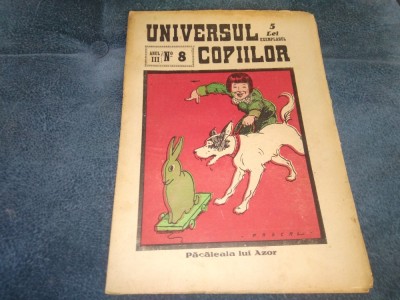 UNIVERSUL
5
Lei
EXEMPLARUL
ANUL
III
No 8
COPIILOR
Păcăleala lui Azor